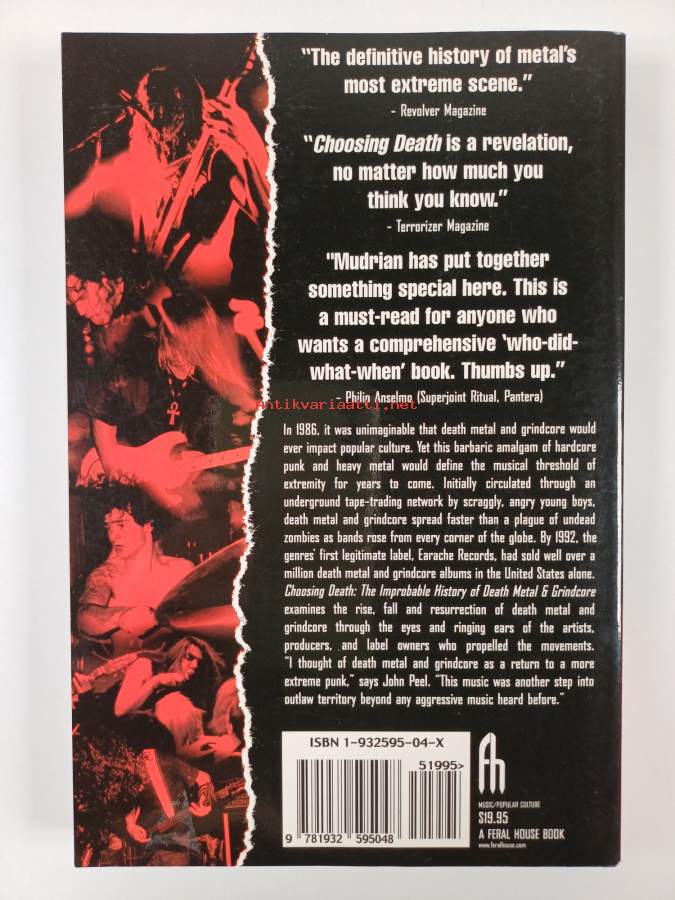 “The definitive history of metal’s
most extreme scene.”
- Revolver Magazine
“Choosing Death is a revelation,
no matter how much you
think you know.”
- Terrorizer Magazine
"Mudrian has put together
something special here. This is
a must-read for anyone who
wants a comprehensive ‘who-did-
what-when’ book. Thumbs up.”
- Philip Anselmo (Superjoint Ritual, Pantera)
Antikvariaatti.net
In 1986, it was unimaginable that death metal and grindcore would
ever impact popular culture. Yet this barbaric amalgam of hardcore
punk and heavy metal would define the musical threshold of
extremity for years to come. Initially circulated through an
underground tape-trading network by scraggly, angry young boys,
death metal and grindcore spread faster than a plague of undead
zombies as bands rose from every corner of the globe. By 1992, the
genres’ first legitimate label, Earache Records, had sold well over a
million death metal and grindcore albums in the United States alone.
Choosing Death: The Improbable History of Death Metal & Grindcore
examines the rise, fall and resurrection of death metal and
grindcore through the eyes and ringing ears of the artists,
producers, and label owners who propelled the movements.
“I thought of death metal and grindcore as a return to a more
extreme punk,” says John Peel. “This music was another step into
outlaw territory beyond any aggressive music heard before.”
ISBN 1-932595-04-X
51995>
9 781932 595048
fh
MUSIC/POPULAR CULTURE
$19.95
A FERAL HOUSE BOOK
www.feralhouse.com